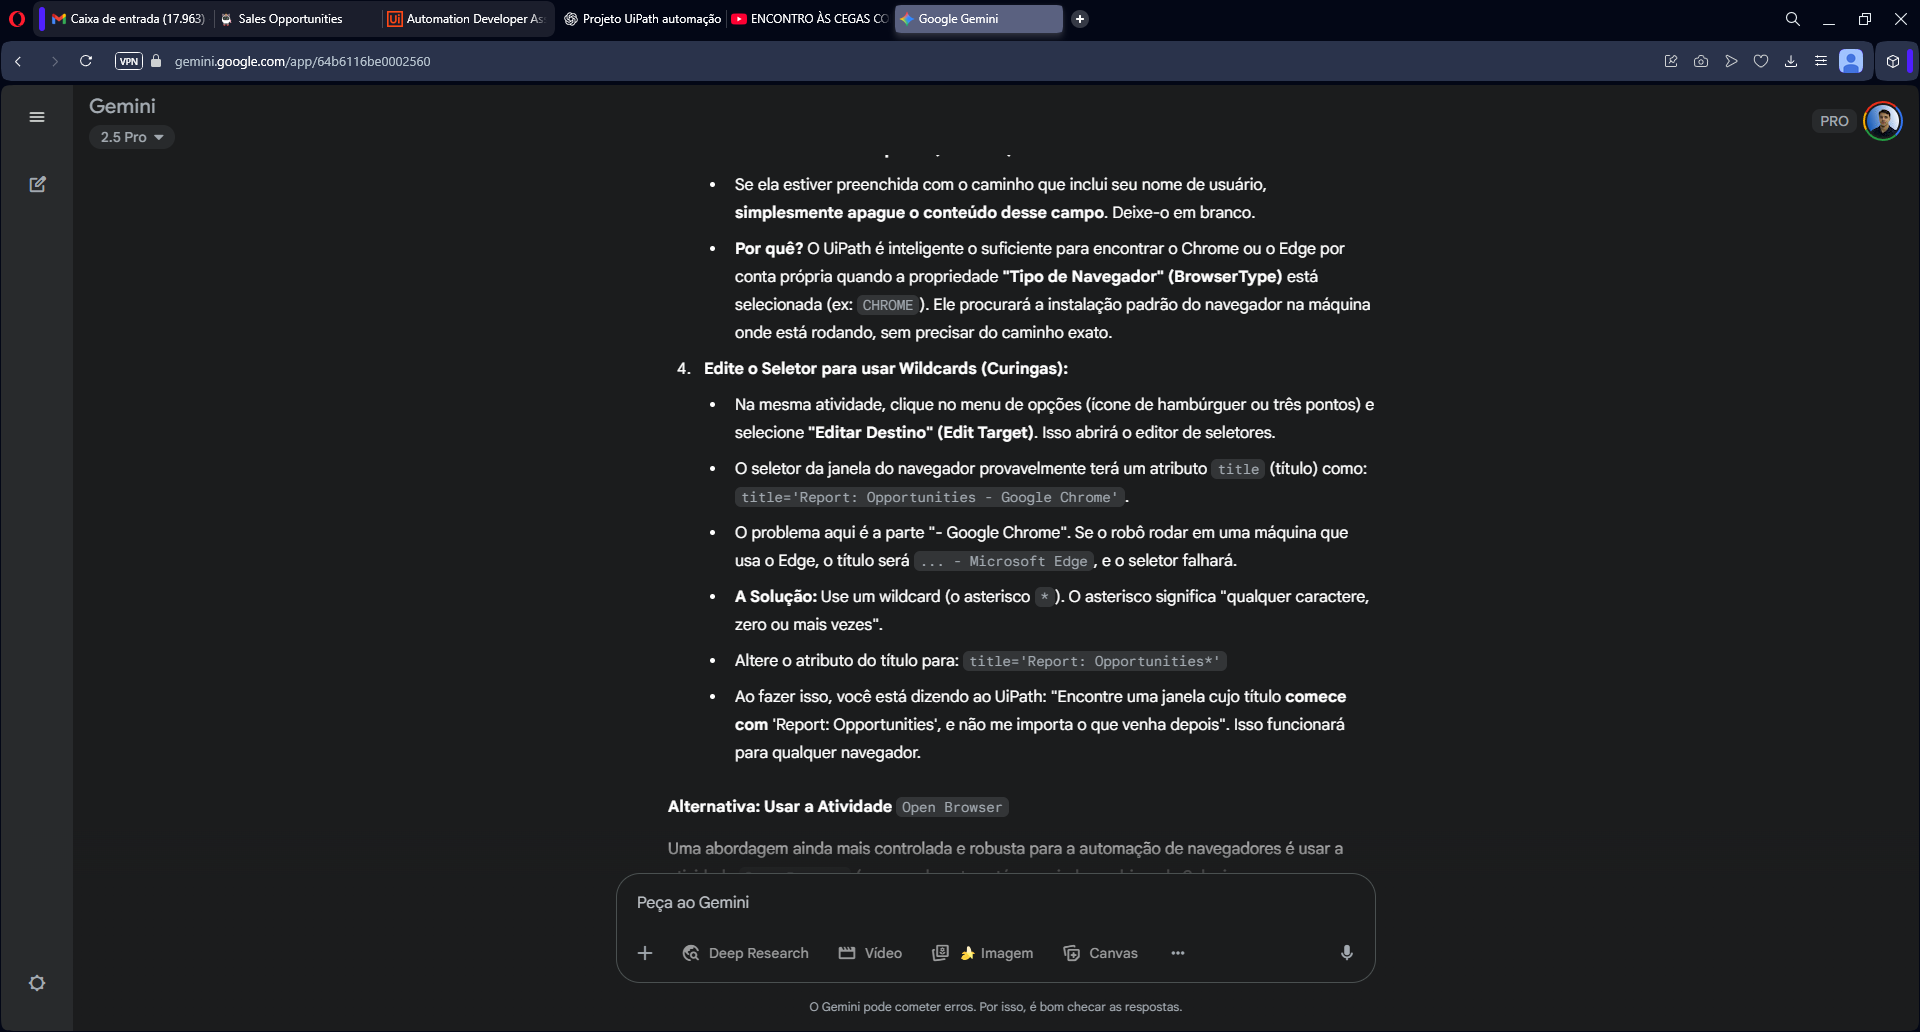 Caixa de entrada (17.963)
Sales Opportunities
Ui Automation Developer As
Projeto UiPath automação
ENCONTRO ÀS CEGAS CO
Google Gemini
VPN gemini.google.com/app/64b6116be0002560
Gemini
2.5 Pro
PRO
• Se ela estiver preenchida com o caminho que inclui seu nome de usuário,
simplesmente apague o conteúdo desse campo. Deixe-o em branco.
• Por quê? O UiPath é inteligente o suficiente para encontrar o Chrome ou o Edge por
conta própria quando a propriedade "Tipo de Navegador" (BrowserType) está
selecionada (ex: CHROME ). Ele procurará a instalação padrão do navegador na máquina
onde está rodando, sem precisar do caminho exato.
4. Edite o Seletor para usar Wildcards (Curingas):
• Na mesma atividade, clique no menu de opções (ícone de hambúrguer ou três pontos) e
selecione "Editar Destino" (Edit Target). Isso abrirá o editor de seletores.
• O seletor da janela do navegador provavelmente terá um atributo title (título) como:
title='Report: Opportunities - Google Chrome' .
• O problema aqui é a parte "- Google Chrome". Se o robô rodar em uma máquina que
usa o Edge, o título será ... - Microsoft Edge , e o seletor falhará.
• A Solução: Use um wildcard (o asterisco * ). O asterisco significa "qualquer caractere,
zero ou mais vezes".
• Altere o atributo do título para: title='Report: Opportunities*'
• Ao fazer isso, você está dizendo ao UiPath: "Encontre uma janela cujo título comece
com 'Report: Opportunities', e não me importa o que venha depois". Isso funcionará
para qualquer navegador.
Alternativa: Usar a Atividade Open Browser
Uma abordagem ainda mais controlada e robusta para a automação de navegadores é usar a
Peça ao Gemini
Deep Research
Vídeo
Imagem
Canvas
O Gemini pode cometer erros. Por isso, é bom checar as respostas.